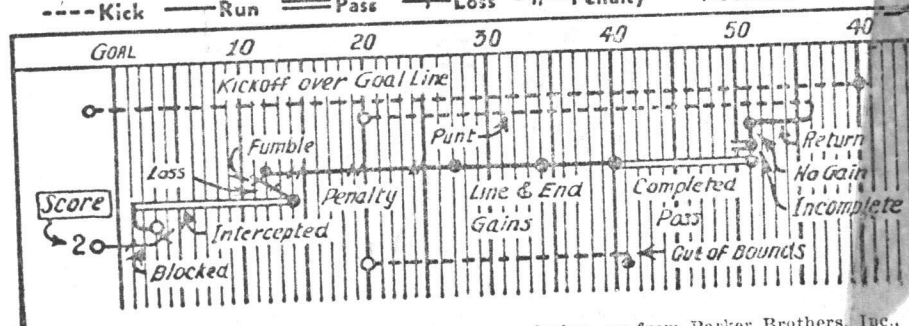 Kick Run Pass Loss Penalty
GOAL 10 20 30 40 50 40
Kickoff over Goal Line
Punt
Fumble
Return
Loss
No Gain
Penalty
Line & End
Gains
Completed
Pass
Incomplete
Score
Intercepted
2
Out of Bounds
Blocked
from Parker Brothers, Inc.,